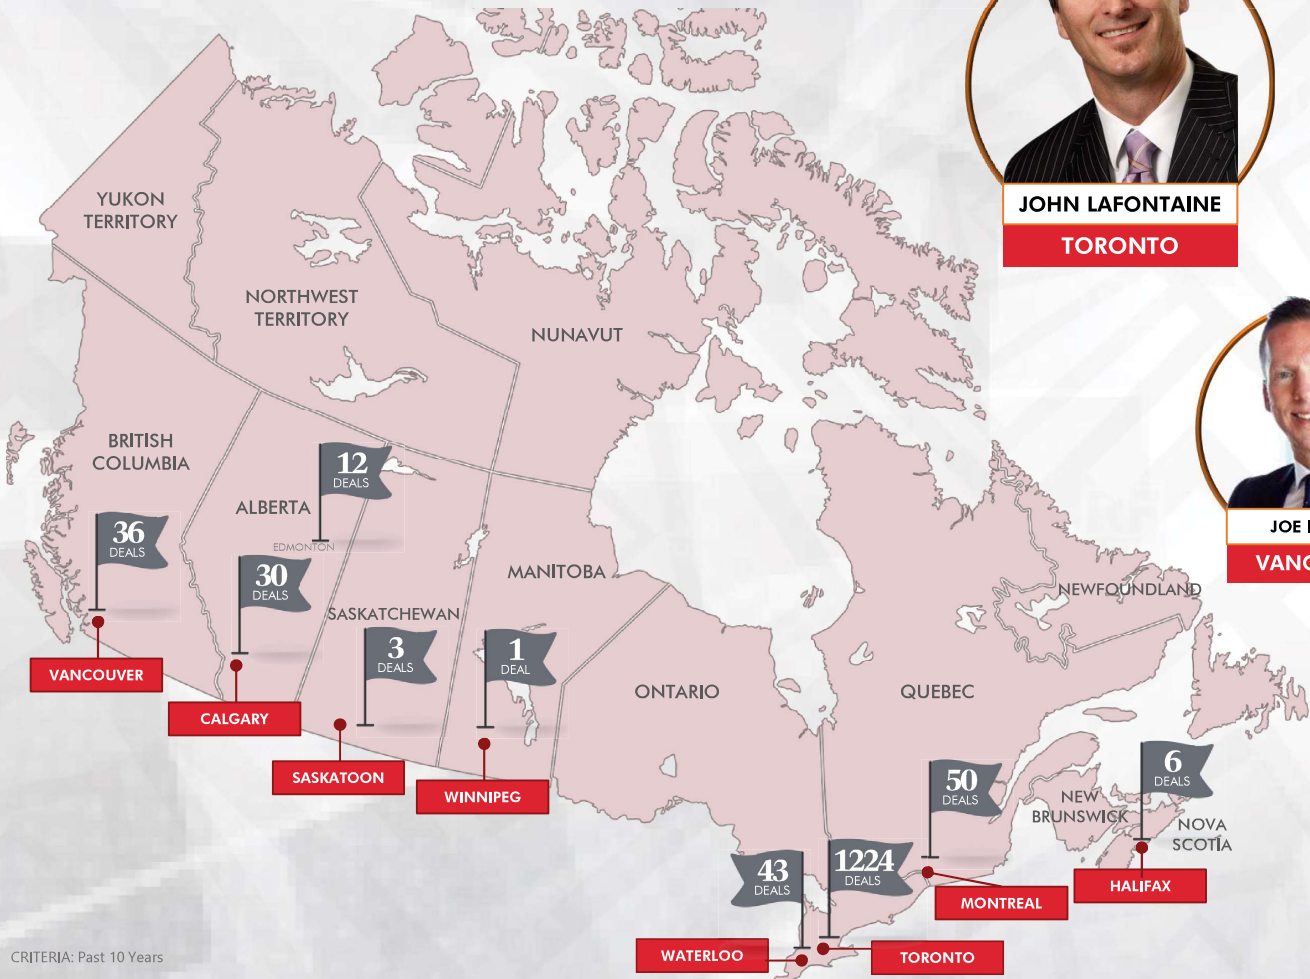 JOHN LAFONTAINE
TORONTO
YUKON
TERRITORY
NORTHWEST
TERRITORY
NUNAVUT
BRITISH
COLUMBIA
12
DEALS
ALBERTA
EDMONTON
36
DEALS
30
DEALS
MANITOBA
JOE
VANC
NEWFOUNDLAND
SASKATCHEWAN
3
DEALS
1
DEAL
ONTARIO
QUEBEC
VANCOUVER
CALGARY
SASKATOON
WINNIPEG
50
DEALS
6
DEALS
NEW
BRUNSWICK
NOVA
SCOTIA
43
DEALS
1224
DEALS
MONTREAL
HALIFAX
WATERLOO
TORONTO
CRITERIA: Past 10 Years